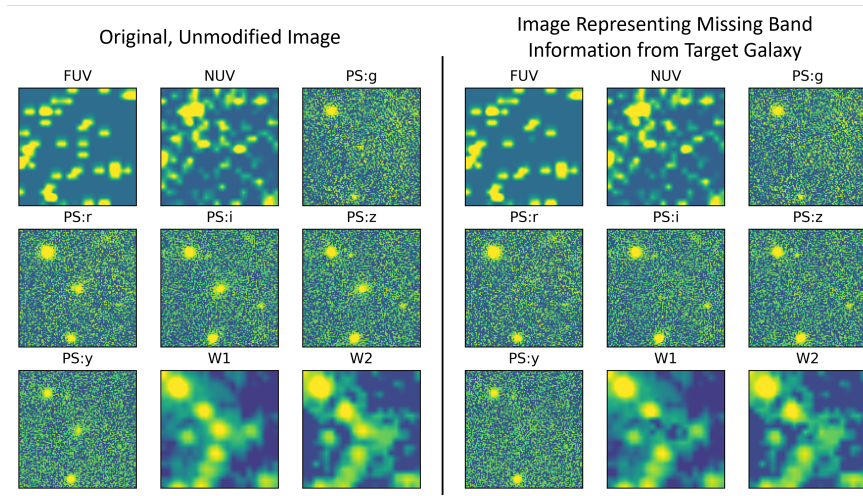 Original, Unmodified Image
FUV NUV PS:g
PS:r PS:i PS:z
PS:y W1 W2
Image Representing Missing Band
Information from Target Galaxy
FUV NUV PS:g
PS:r PS:i PS:z
PS:y W1 W2